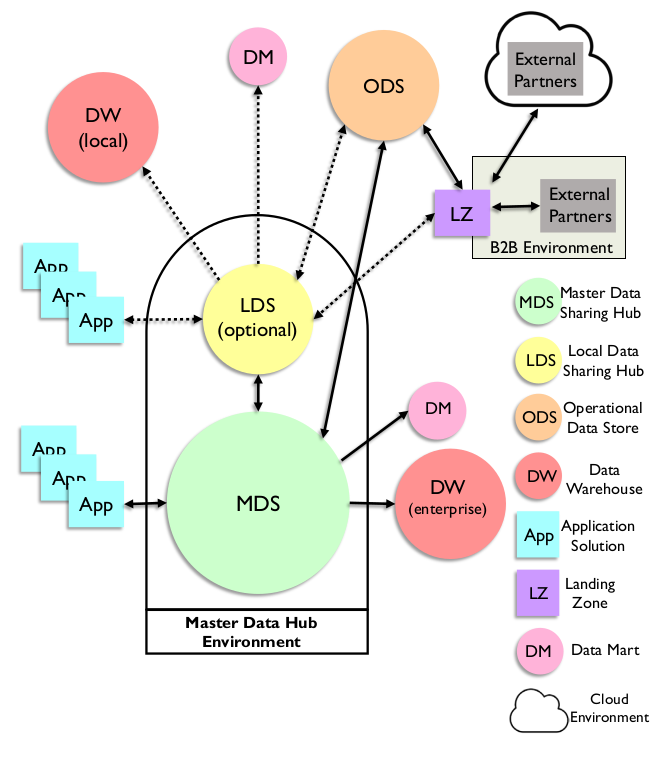 DM
ODS
External
Partners
DW
(local)
LZ
External
Partners
B2B Environment
App
App
App
LDS
(optional)
DM
App
App
App
MDS
DW
(enterprise)
Master Data Hub
Environment
MDS
Master Data
Sharing Hub
LDS
Local Data
Sharing Hub
ODS
Operational
Data Store
DW
Data
Warehouse
App
Application
Solution
LZ
Landing
Zone
DM
Data Mart
Cloud
Environment